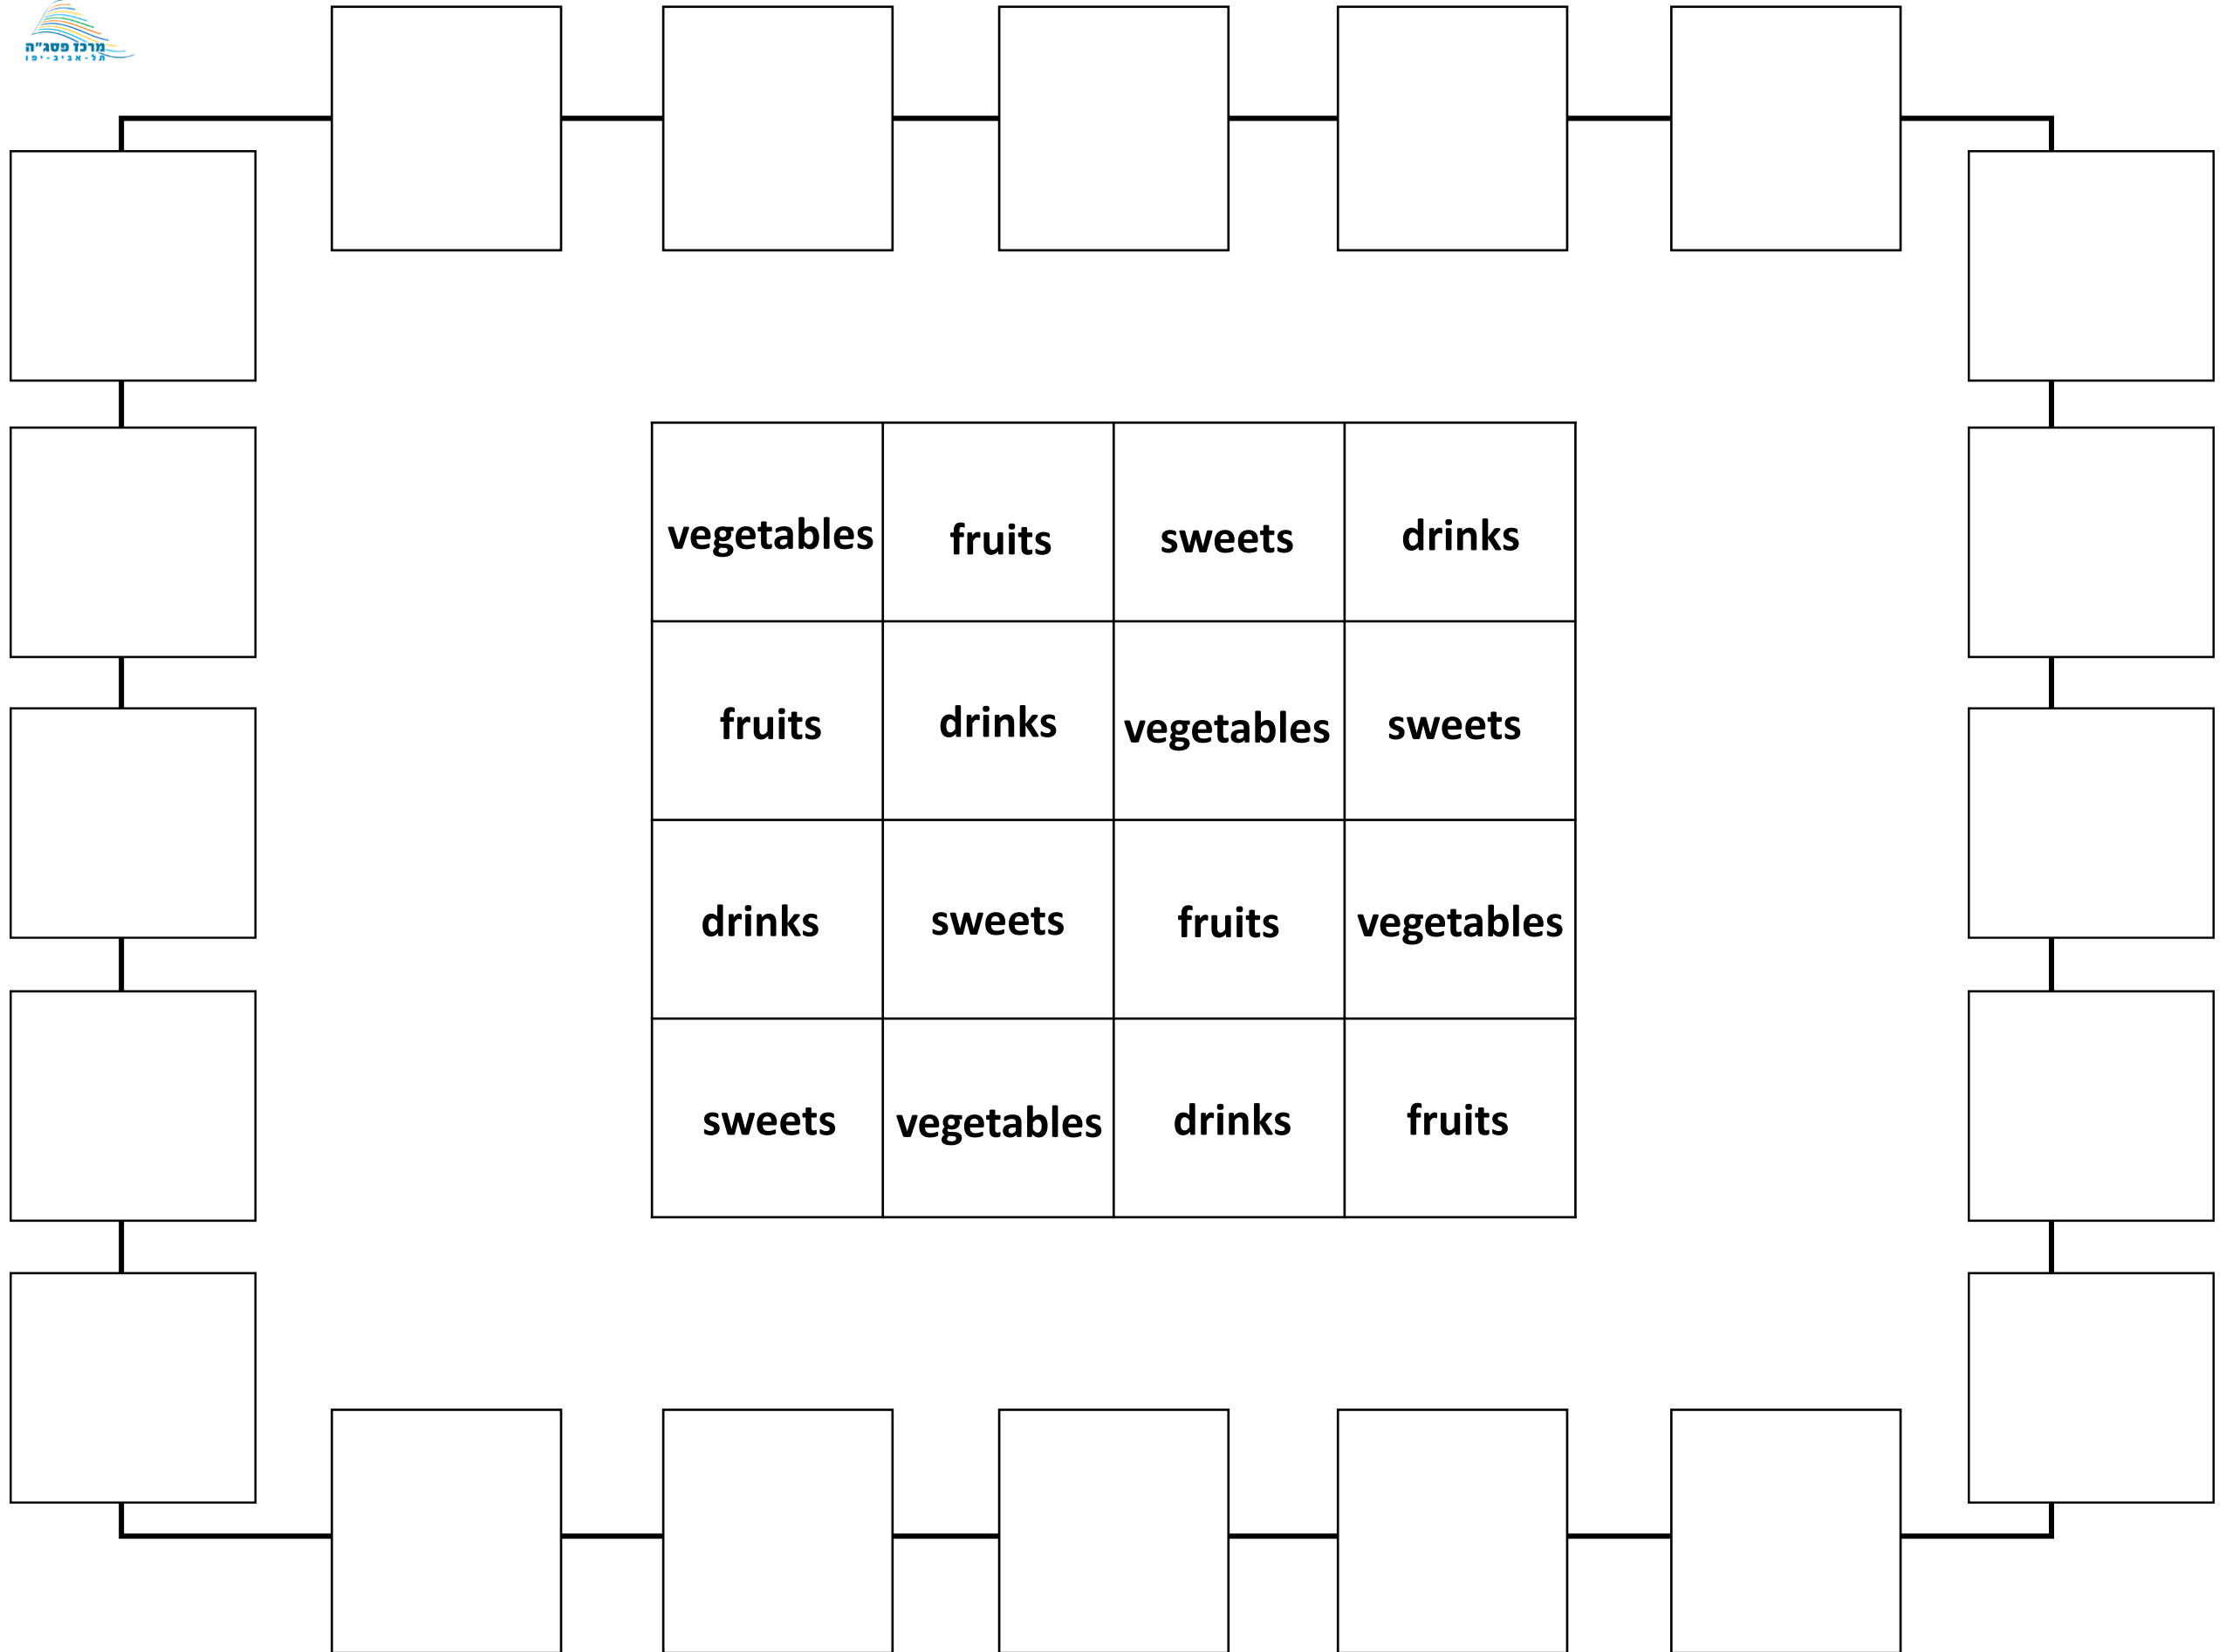 מרכז פסג"ה
תל-אביב-יפו
vegetables fruits sweets drinks
fruits drinks vegetables sweets
drinks sweets fruits vegetables
sweets vegetables drinks fruits